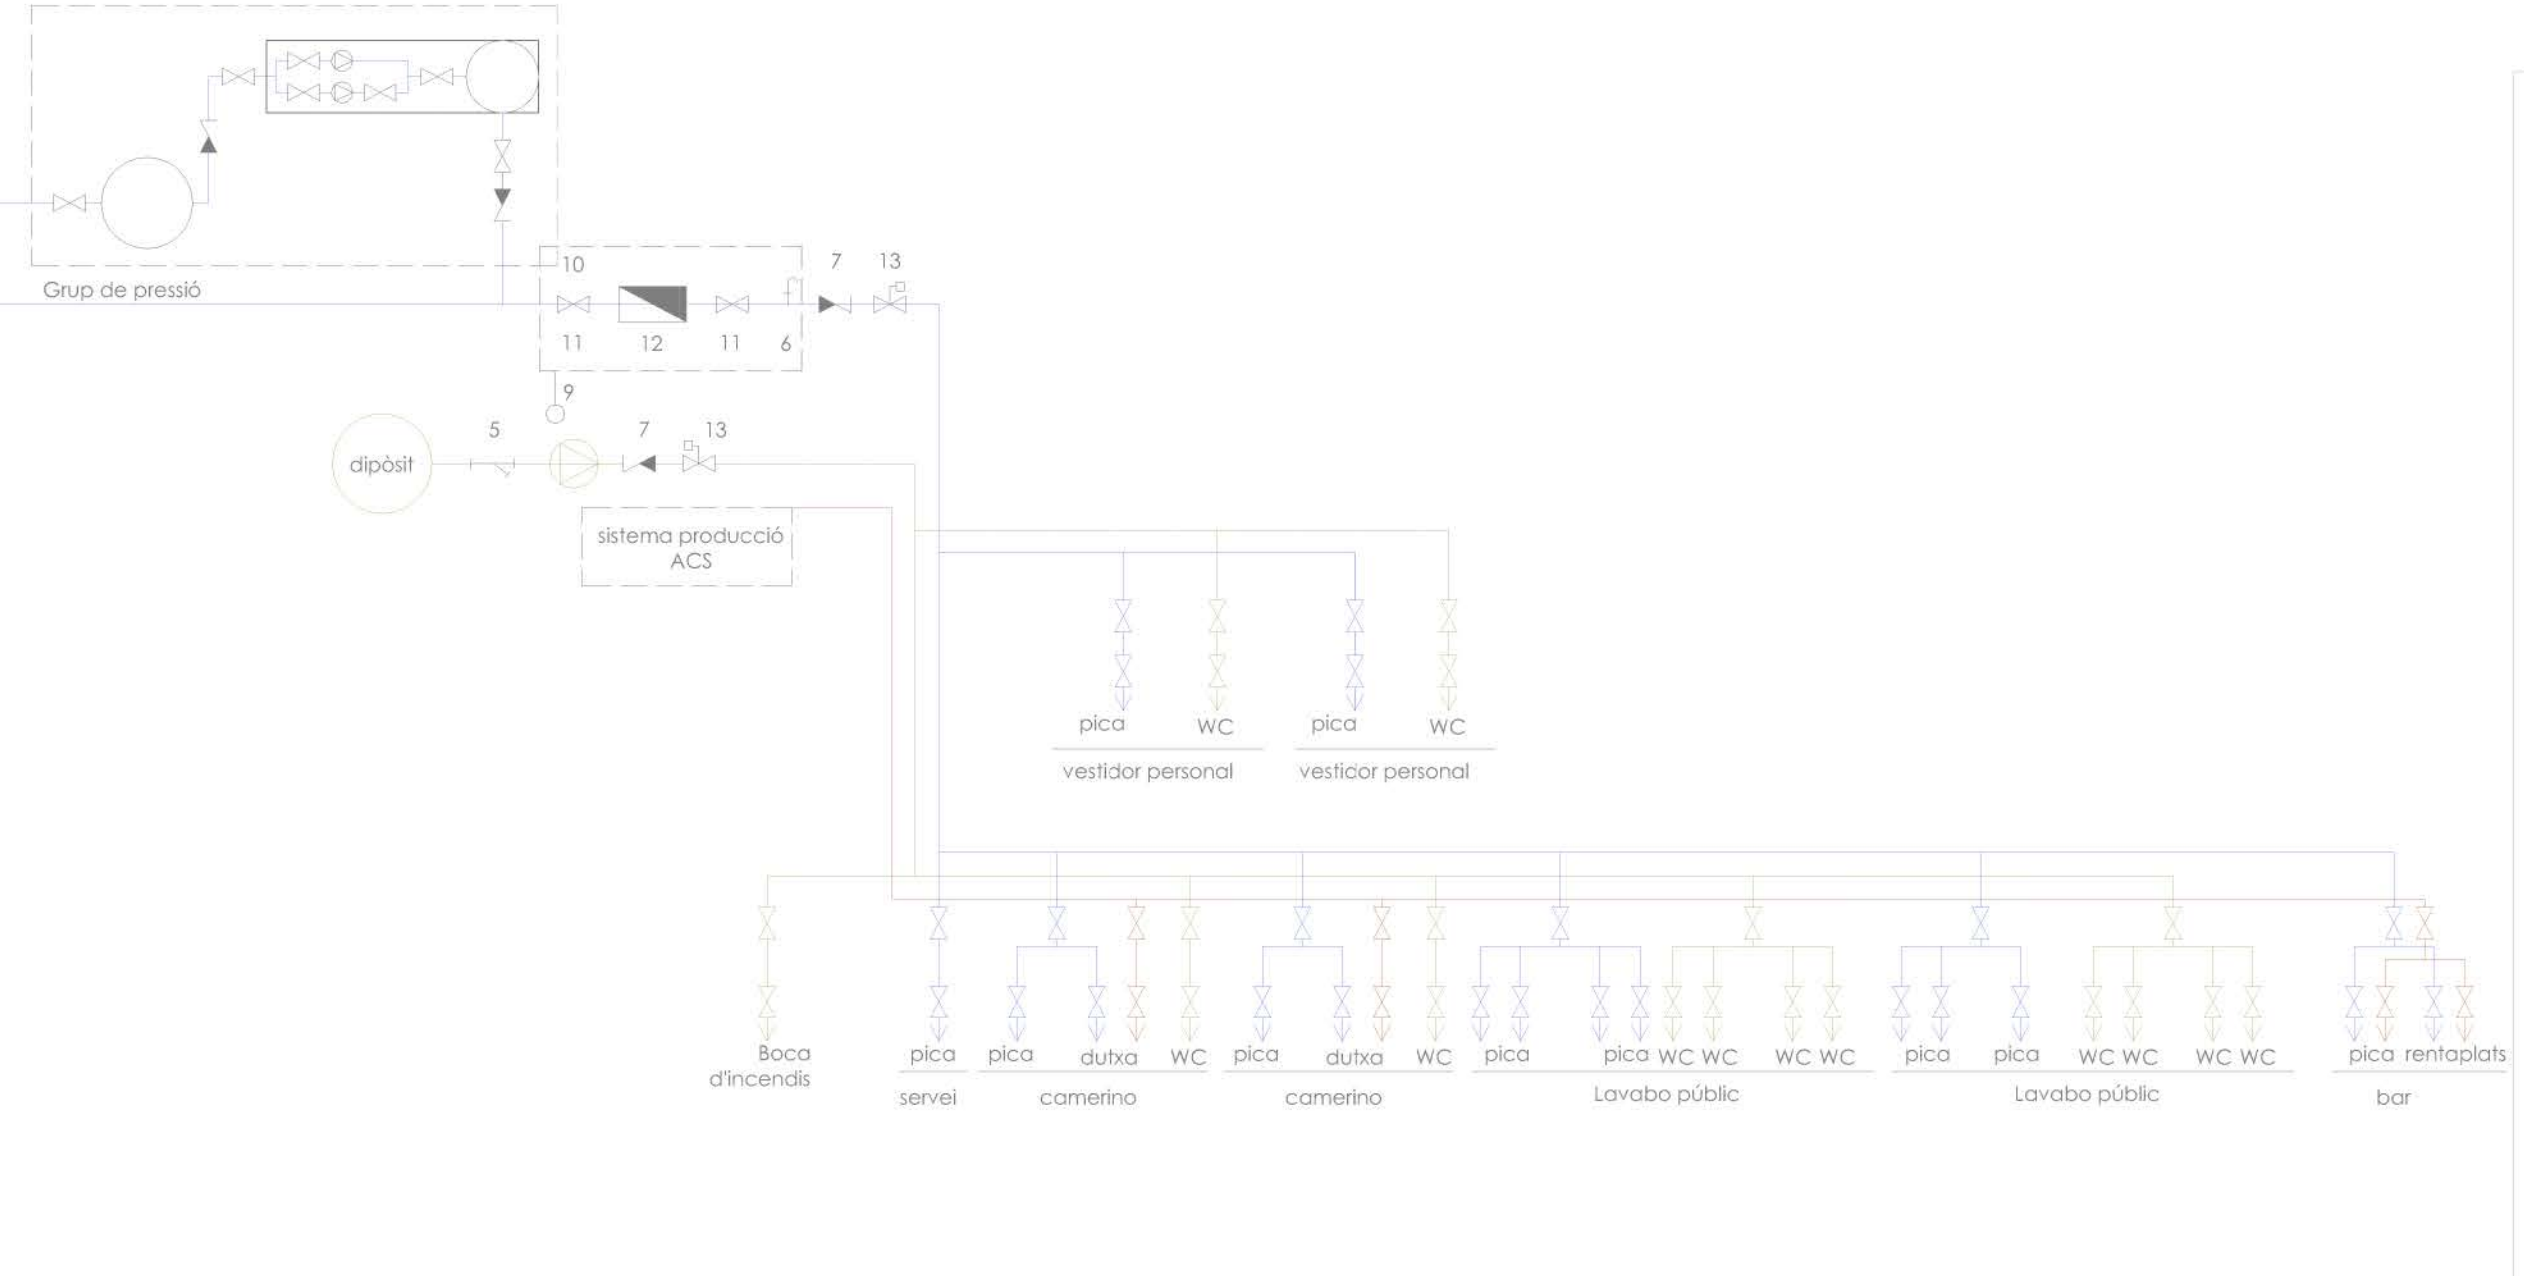 10
7 13
Grup de pressió
11 12 11 6
9
5 7 13
dipòsit
sistema producció
ACS
pica WC pica WC
vestidor personal vestidor personal
Boca
d'incendis
pica pica dutxa WC pica dutxa WC pica pica WC WC WC WC pica pica WC WC WC WC pica rentaplats
servei camerino camerino Lavabo públic Lavabo públic bar